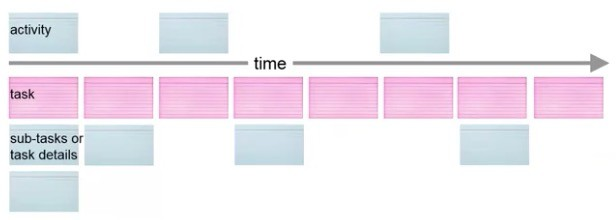 activity
time
task
sub-tasks or
task details